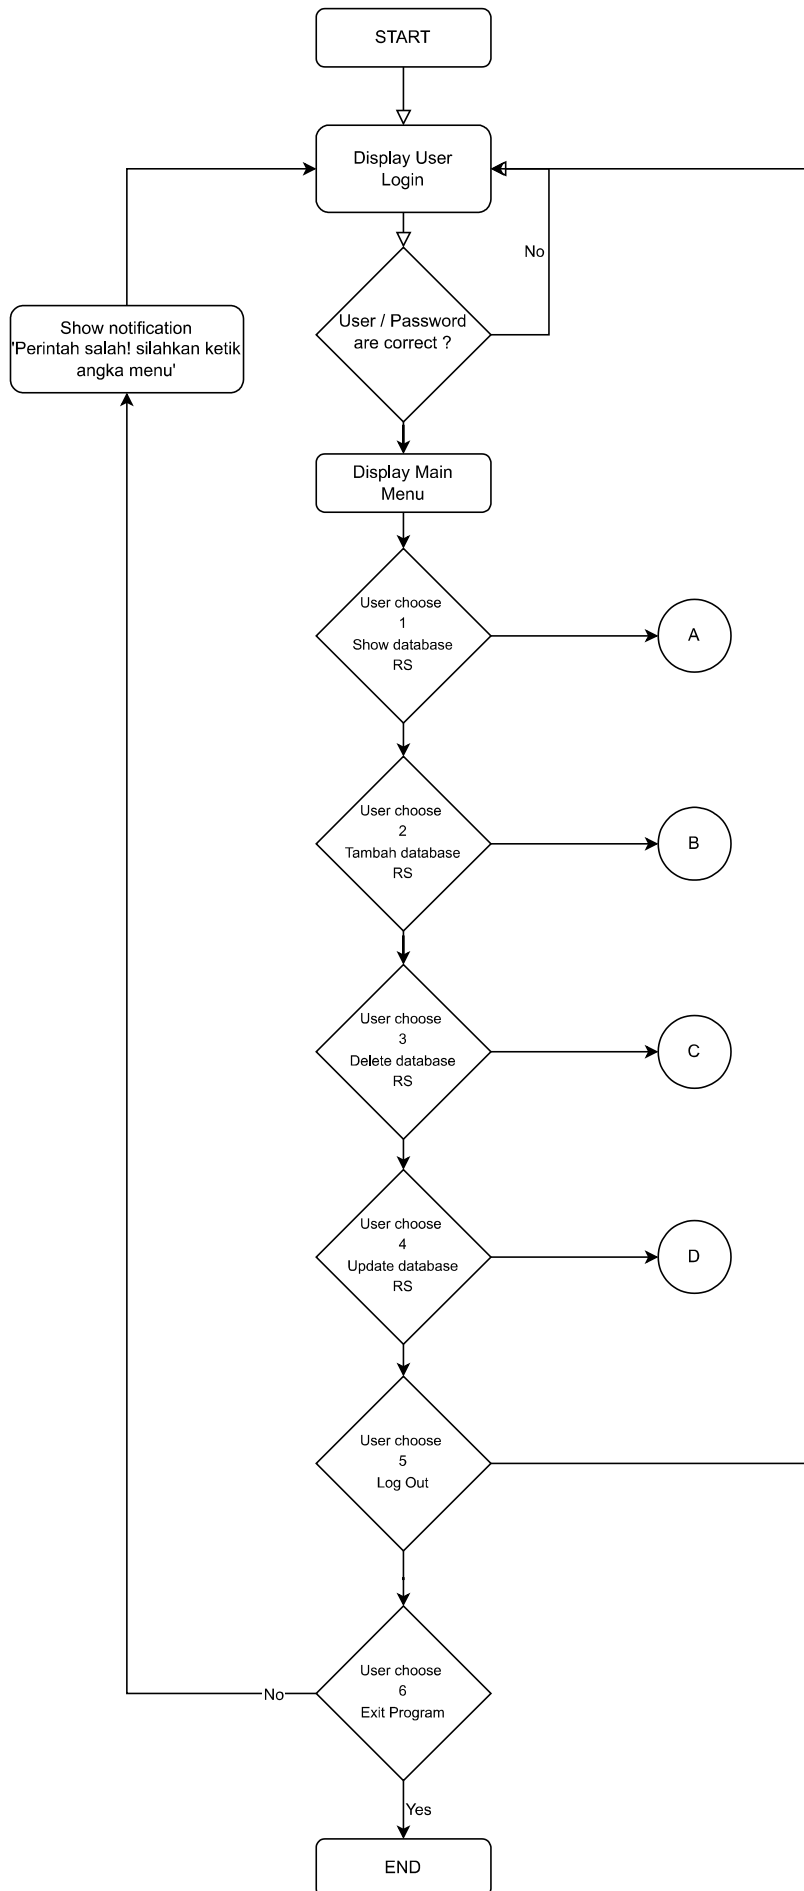 START
Display User
Login
No
User / Password
are correct ?
Show notification
'Perintah salah! silahkan ketik
angka menu'
Display Main
Menu
User choose
1
Show database
RS
A
User choose
2
Tambah database
RS
B
User choose
3
Delete database
RS
C
User choose
4
Update database
RS
D
User choose
5
Log Out
User choose
6
Exit Program
No
Yes
END